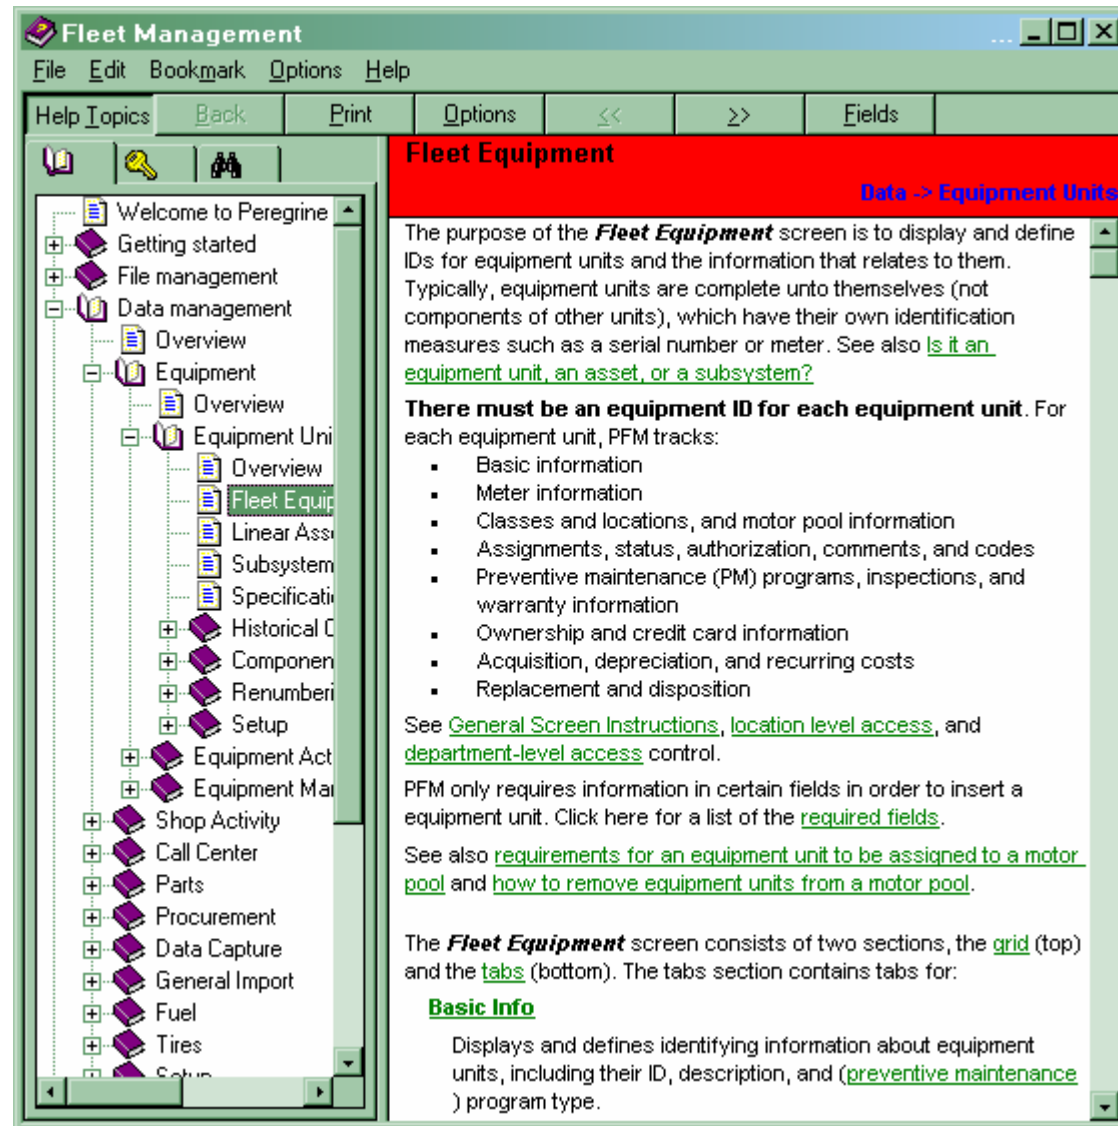 Fleet Management ...
File Edit Bookmark Options Help
Help Topics Back Print Options << >> Fields
Welcome to Peregrine
Getting started
File management
Data management
Overview
Equipment
Overview
Equipment Uni
Overview
Fleet Equip
Linear Ass
Subsystem
Specificati
Historical C
Componen
Renumberi
Setup
Equipment Act
Equipment Mar
Shop Activity
Call Center
Parts
Procurement
Data Capture
General Import
Fuel
Tires
Setup
Fleet Equipment
Data -> Equipment Units
The purpose of the Fleet Equipment screen is to display and define
IDs for equipment units and the information that relates to them.
Typically, equipment units are complete unto themselves (not
components of other units), which have their own identification
measures such as a serial number or meter. See also Is it an
equipment unit, an asset, or a subsystem?
There must be an equipment ID for each equipment unit. For
each equipment unit, PFM tracks:
▪ Basic information
▪ Meter information
▪ Classes and locations, and motor pool information
▪ Assignments, status, authorization, comments, and codes
▪ Preventive maintenance (PM) programs, inspections, and
warranty information
▪ Ownership and credit card information
▪ Acquisition, depreciation, and recurring costs
▪ Replacement and disposition
See General Screen Instructions, location level access, and
department-level access control.
PFM only requires information in certain fields in order to insert a
equipment unit. Click here for a list of the required fields.
See also requirements for an equipment unit to be assigned to a motor
pool and how to remove equipment units from a motor pool.
The Fleet Equipment screen consists of two sections, the grid (top)
and the tabs (bottom). The tabs section contains tabs for:
Basic Info
Displays and defines identifying information about equipment
units, including their ID, description, and (preventive maintenance
) program type.